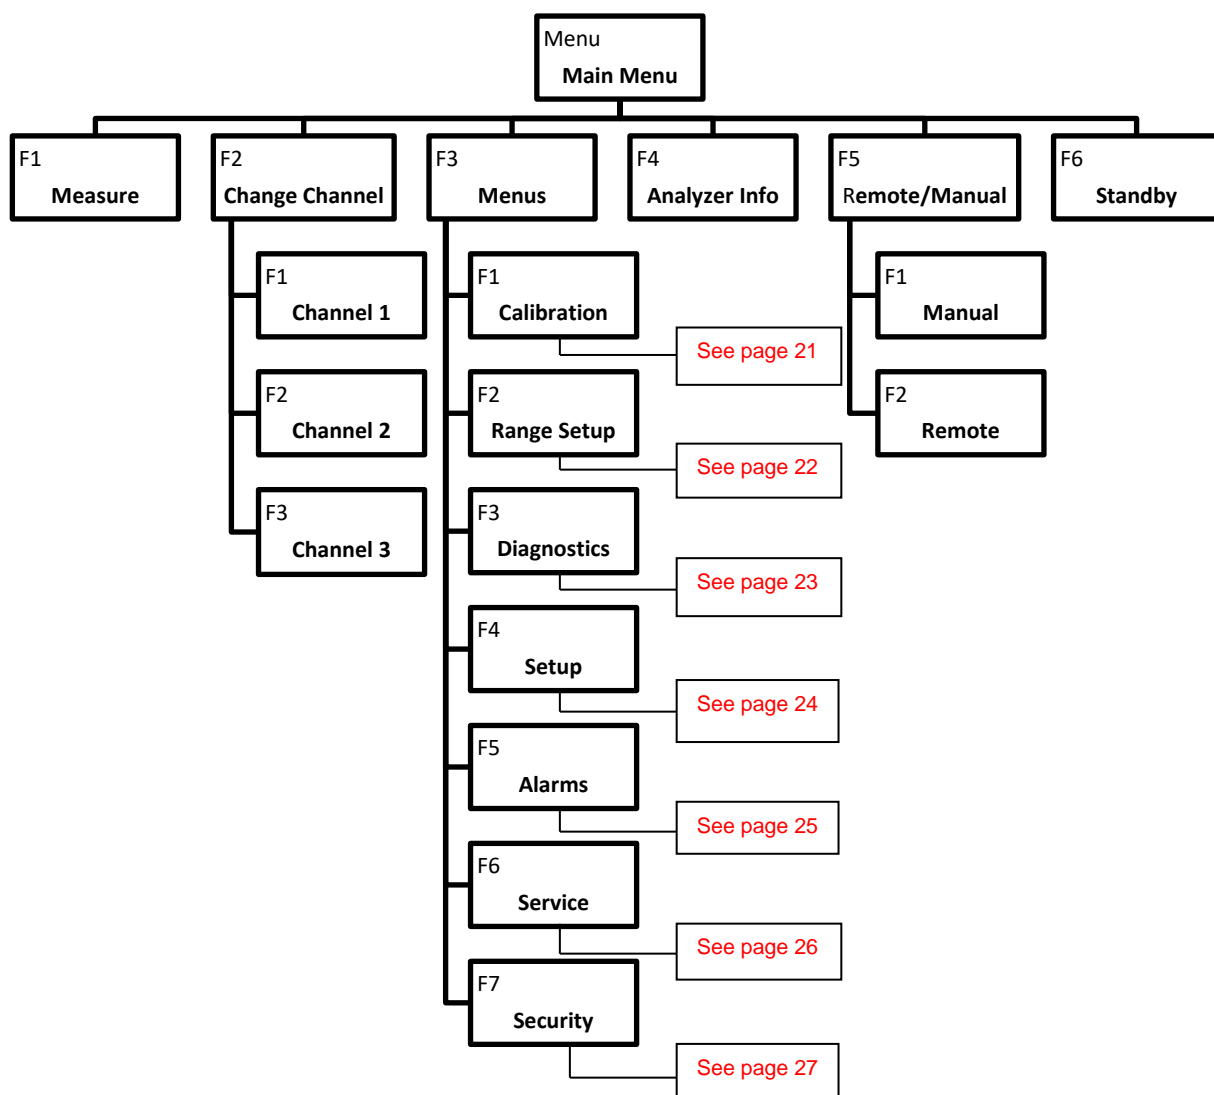 Menu
Main Menu
F1
Measure
F2
Change Channel
F3
Menus
F4
Analyzer Info
F5
Remote/Manual
F6
Standby
F1
Channel 1
F2
Channel 2
F3
Channel 3
F1
Calibration
See page 21
F2
Range Setup
See page 22
F3
Diagnostics
See page 23
F4
Setup
See page 24
F5
Alarms
See page 25
F6
Service
See page 26
F7
Security
See page 27
F1
Manual
F2
Remote